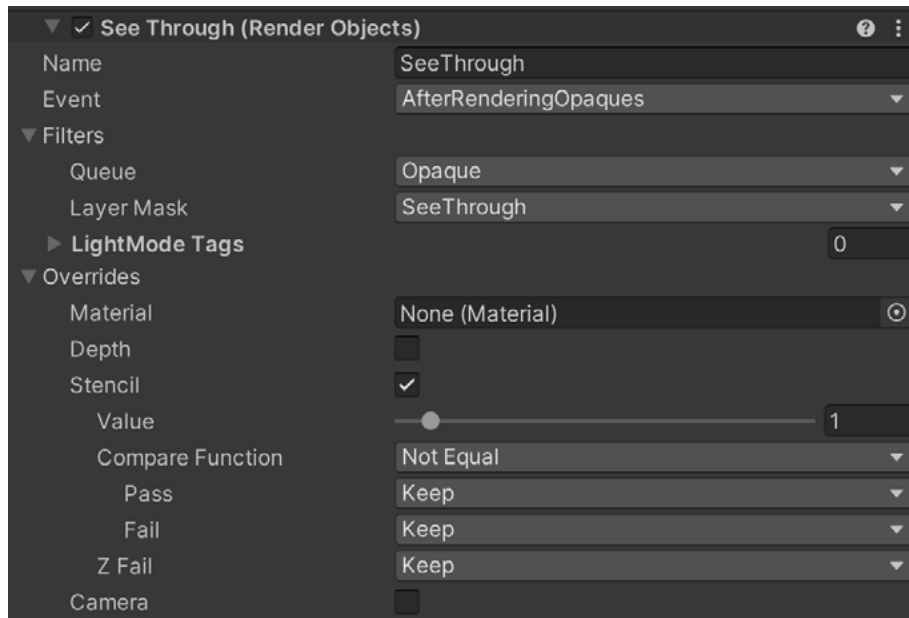 See Through (Render Objects)
Name SeeThrough
Event AfterRenderingOpaques
Filters
Queue Opaque
Layer Mask SeeThrough
LightMode Tags 0
Overrides
Material None (Material)
Depth
Stencil
Value 1
Compare Function Not Equal
Pass Keep
Fail Keep
Z Fail Keep
Camera